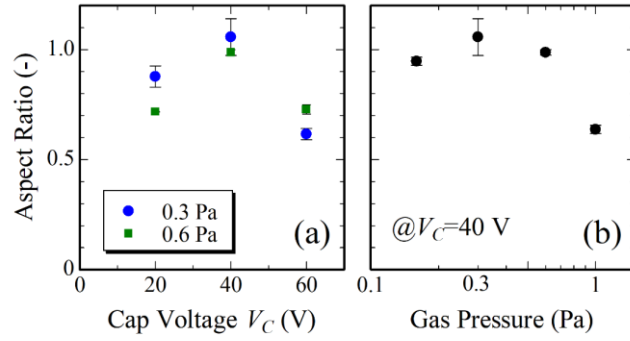 Aspect Ratio (-)
1.0
0.5
0
0.3 Pa
0.6 Pa
(a)
0 20 40 60
Cap Voltage V_C (V)
@V_C=40 V
(b)
0.1 0.3 1
Gas Pressure (Pa)